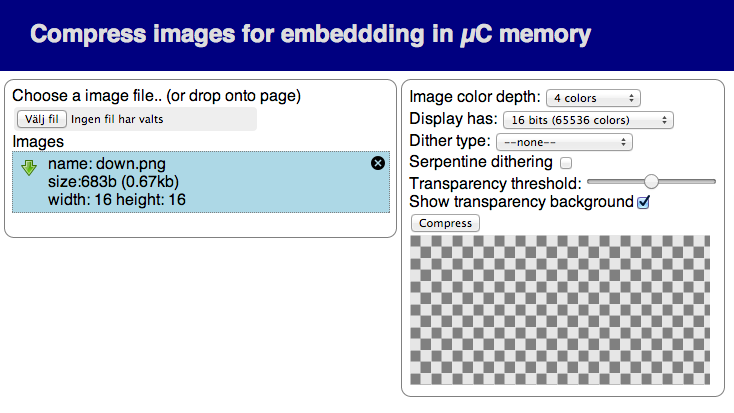 Compress images for embeddding in µC memory
Choose a image file.. (or drop onto page)
Välj fil Ingen fil har valts
Images
name: down.png
size:683b (0.67kb)
width: 16 height: 16
Image color depth: 4 colors
Display has: 16 bits (65536 colors)
Dither type: --none--
Serpentine dithering
Transparency threshold:
Show transparency background
Compress